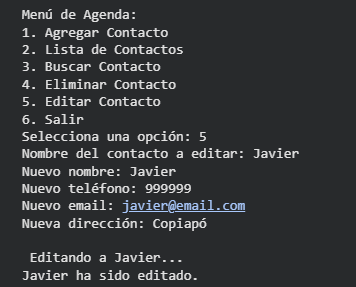 Menú de Agenda:
1. Agregar Contacto
2. Lista de Contactos
3. Buscar Contacto
4. Eliminar Contacto
5. Editar Contacto
6. Salir
Selecciona una opción: 5
Nombre del contacto a editar: Javier
Nuevo nombre: Javier
Nuevo teléfono: 999999
Nuevo email: javier@email.com
Nueva dirección: Copiapó
Editando a Javier...
Javier ha sido editado.